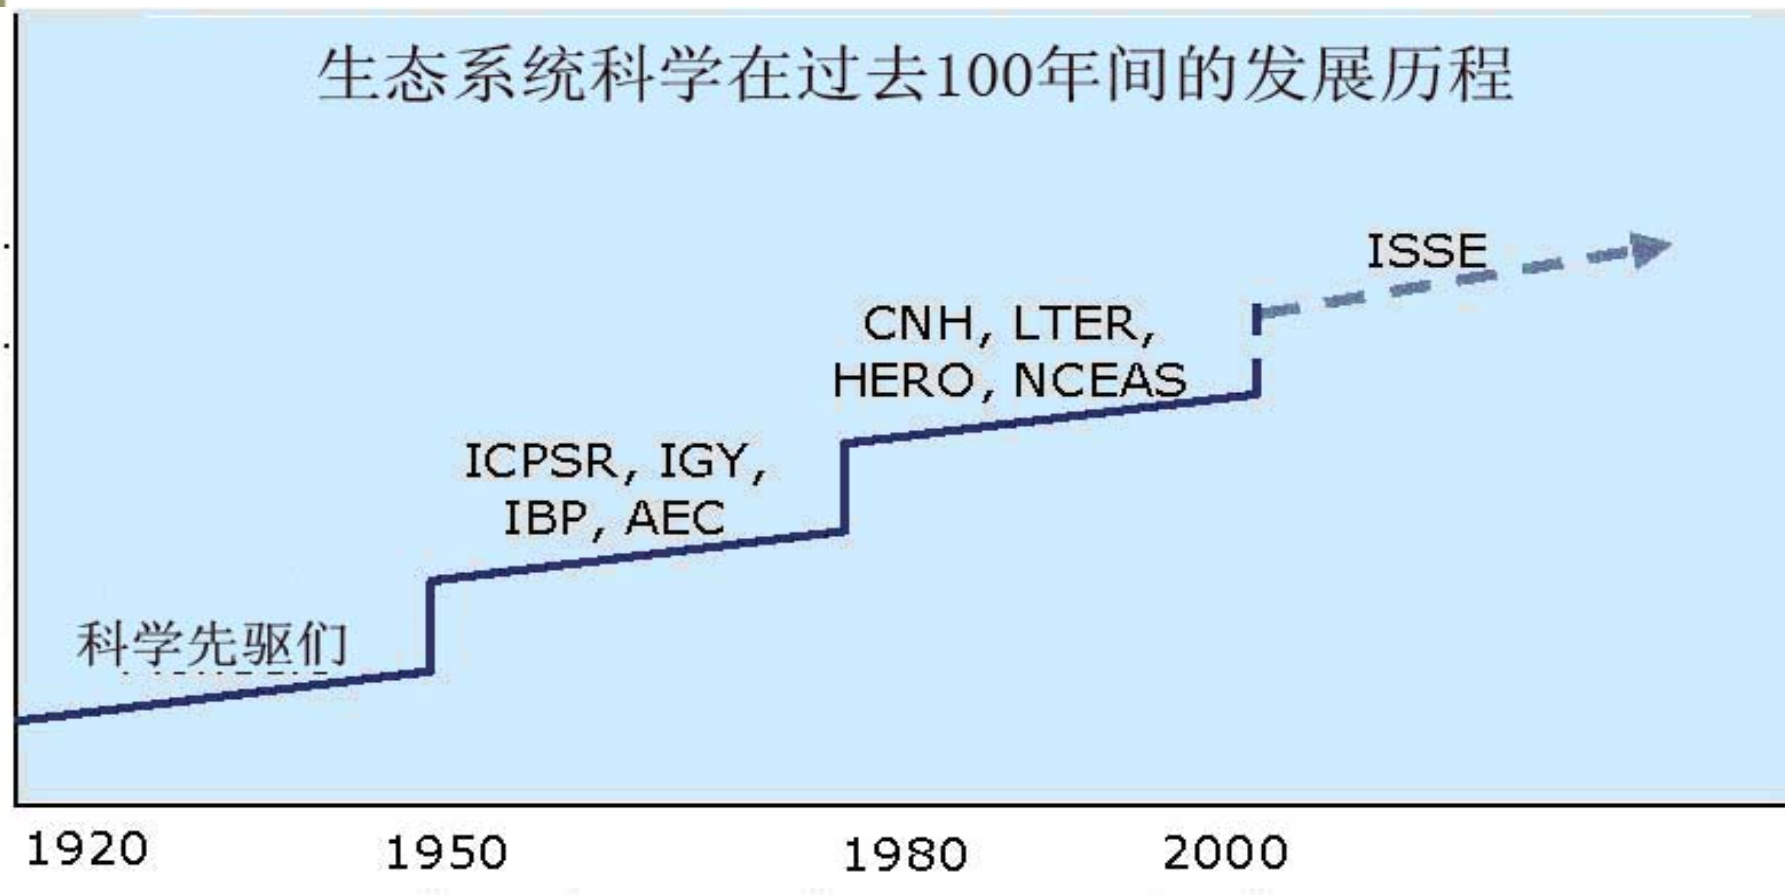 生态系统科学在过去100年间的发展历程
ISSE
CNH, LTER,
HERO, NCEAS
ICPSR, IGY,
IBP, AEC
科学先驱们
1920 1950 1980 2000